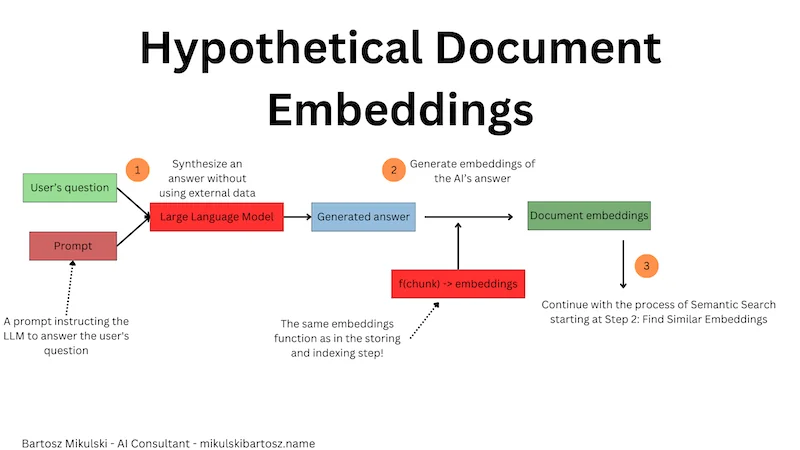 Hypothetical Document
Embeddings
1
Synthesize an
answer without
using external data
2
Generate embeddings of
the AI's answer
User's question
Large Language Model
Generated answer
Document embeddings
Prompt
f(chunk) -> embeddings
3
A prompt instructing the
LLM to answer the user's
question
The same embeddings
function as in the storing
and indexing step!
Continue with the process of Semantic Search
starting at Step 2: Find Similar Embeddings
Bartosz Mikulski - AI Consultant - mikulskibartosz.name